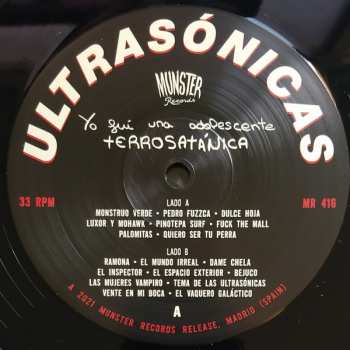 ULTRASÓNICAS
MUNSTER
Records
Yo fuí una adolescente
tERROSAtÁNICA
33 RPM
MR 416
LADO A
MONSTRUO VERDE • PEDRO FUZZCA • DULCE HOJA
LUXOR Y MOHAWK • PINOTEPA SURF • FUCK THE MALL
PALOMITAS • QUIERO SER TU PERRA
LADO B
RAMONA • EL MUNDO IRREAL • DAME CHELA
EL INSPECTOR • EL ESPACIO EXTERIOR • BEJUCO
LAS MUJERES VAMPIRO • TEMA DE LAS ULTRASÓNICAS
VENTE EN MI BOCA • EL VAQUERO GALÁCTICO
A
A 2021 MUNSTER RECORDS RELEASE, MADRID (SPAIN)